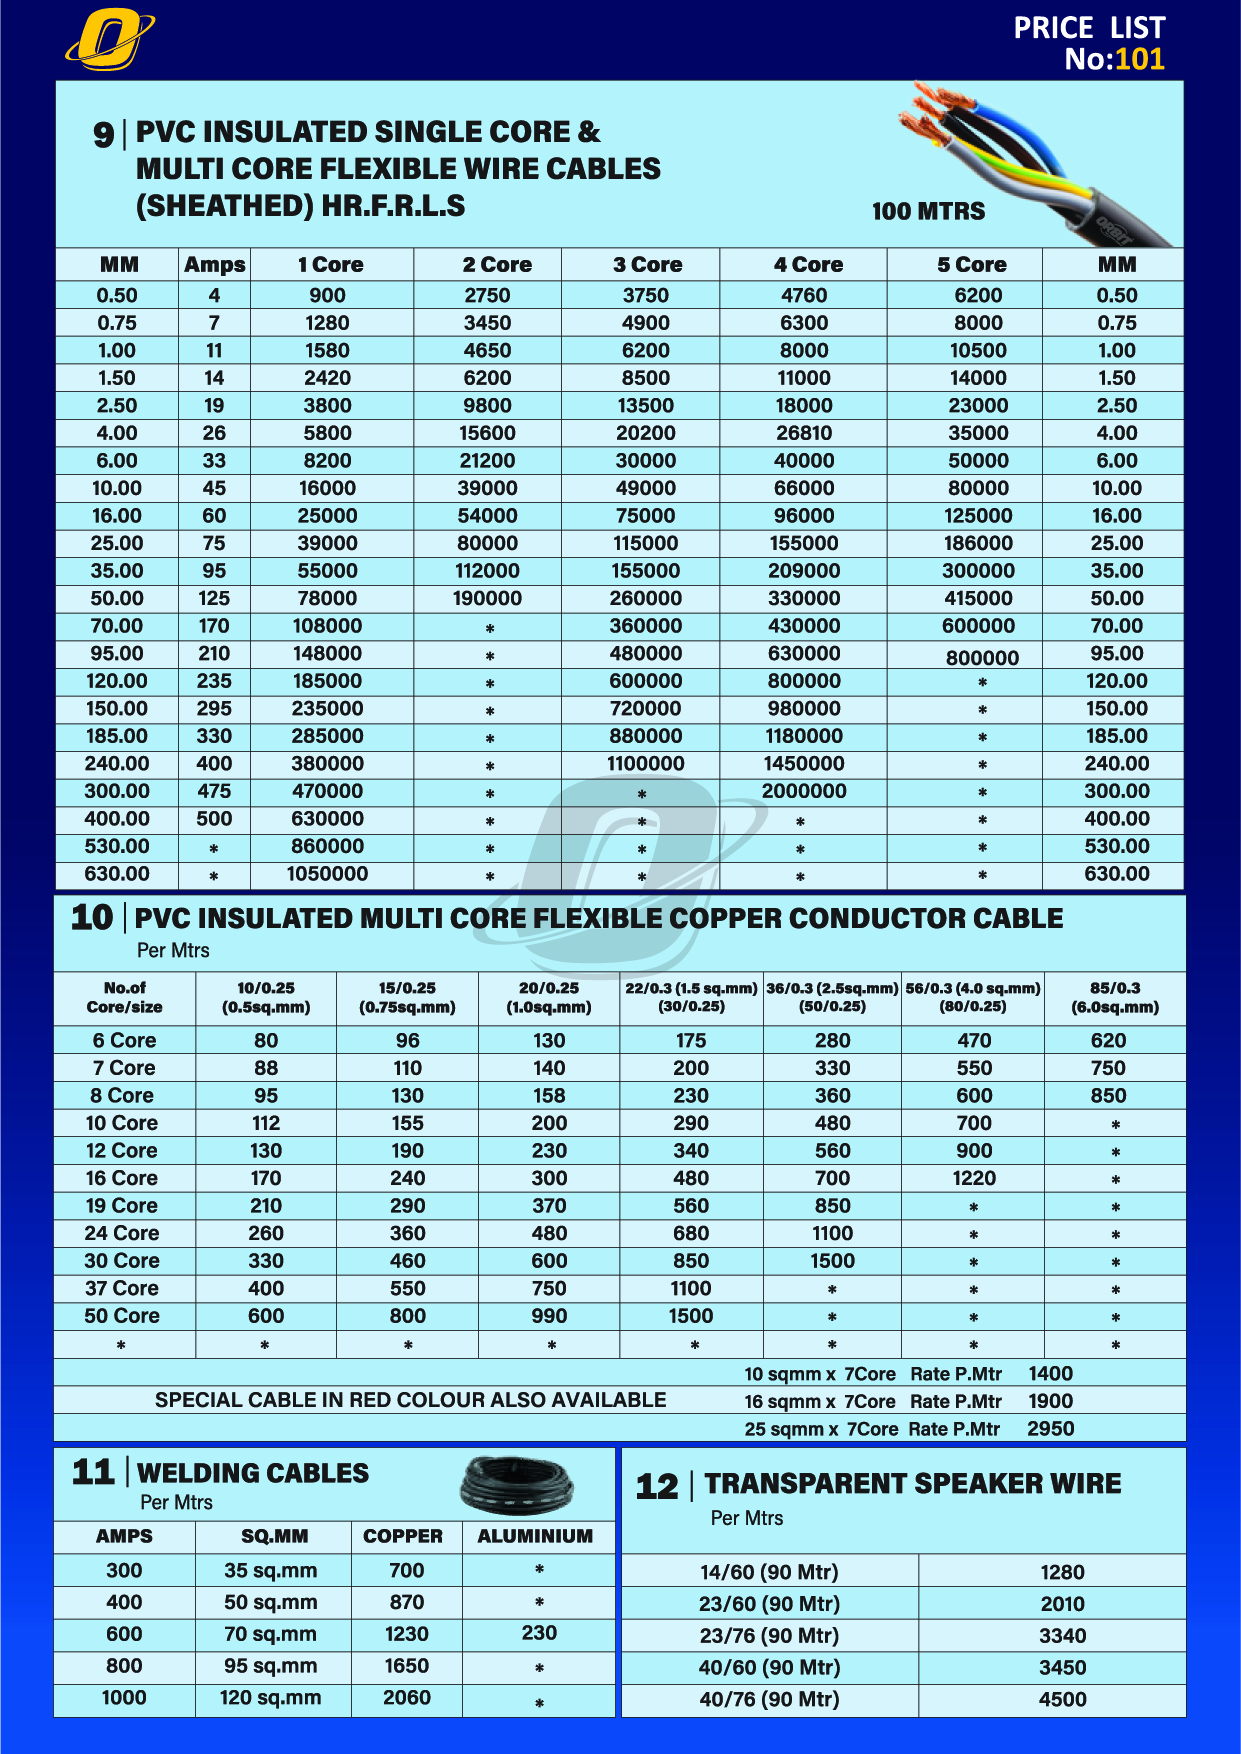 PRICE LIST
No:101
9 | PVC INSULATED SINGLE CORE &
MULTI CORE FLEXIBLE WIRE CABLES
(SHEATHED) HR.F.R.L.S
100 MTRS
ORBIT
MM Amps 1 Core 2 Core 3 Core 4 Core 5 Core MM
0.50 4 900 2750 3750 4760 6200 0.50
0.75 7 1280 3450 4900 6300 8000 0.75
1.00 11 1580 4650 6200 8000 10500 1.00
1.50 14 2420 6200 8500 11000 14000 1.50
2.50 19 3800 9800 13500 18000 23000 2.50
4.00 26 5800 15600 20200 26810 35000 4.00
6.00 33 8200 21200 30000 40000 50000 6.00
10.00 45 16000 39000 49000 66000 80000 10.00
16.00 60 25000 54000 75000 96000 125000 16.00
25.00 75 39000 80000 115000 155000 186000 25.00
35.00 95 55000 112000 155000 209000 300000 35.00
50.00 125 78000 190000 260000 330000 415000 50.00
70.00 170 108000 * 360000 430000 600000 70.00
95.00 210 148000 * 480000 630000 800000 95.00
120.00 235 185000 * 600000 800000 * 120.00
150.00 295 235000 * 720000 980000 * 150.00
185.00 330 285000 * 880000 1180000 * 185.00
240.00 400 380000 * 1100000 1450000 * 240.00
300.00 475 470000 * * 2000000 * 300.00
400.00 500 630000 * * * * 400.00
530.00 * 860000 * * * * 530.00
630.00 * 1050000 * * * * 630.00
10 | PVC INSULATED MULTI CORE FLEXIBLE COPPER CONDUCTOR CABLE
Per Mtrs
No.of 10/0.25 15/0.25 20/0.25 22/0.3 (1.5 sq.mm) 36/0.3 (2.5sq.mm) 56/0.3 (4.0 sq.mm) 85/0.3
Core/size (0.5sq.mm) (0.75sq.mm) (1.0sq.mm) (30/0.25) (50/0.25) (80/0.25) (6.0sq.mm)
6 Core 80 96 130 175 280 470 620
7 Core 88 110 140 200 330 550 750
8 Core 95 130 158 230 360 600 850
10 Core 112 155 200 290 480 700 *
12 Core 130 190 230 340 560 900 *
16 Core 170 240 300 480 700 1220 *
19 Core 210 290 370 560 850 * *
24 Core 260 360 480 680 1100 * *
30 Core 330 460 600 850 1500 * *
37 Core 400 550 750 1100 * * *
50 Core 600 800 990 1500 * * *
* * * * * * * *
10 sqmm x 7Core Rate P.Mtr 1400
SPECIAL CABLE IN RED COLOUR ALSO AVAILABLE 16 sqmm x 7Core Rate P.Mtr 1900
25 sqmm x 7Core Rate P.Mtr 2950
11 | WELDING CABLES
Per Mtrs
AMPS SQ.MM COPPER ALUMINIUM
300 35 sq.mm 700 *
400 50 sq.mm 870 *
600 70 sq.mm 1230 230
800 95 sq.mm 1650 *
1000 120 sq.mm 2060 *
12 | TRANSPARENT SPEAKER WIRE
Per Mtrs
14/60 (90 Mtr) 1280
23/60 (90 Mtr) 2010
23/76 (90 Mtr) 3340
40/60 (90 Mtr) 3450
40/76 (90 Mtr) 4500